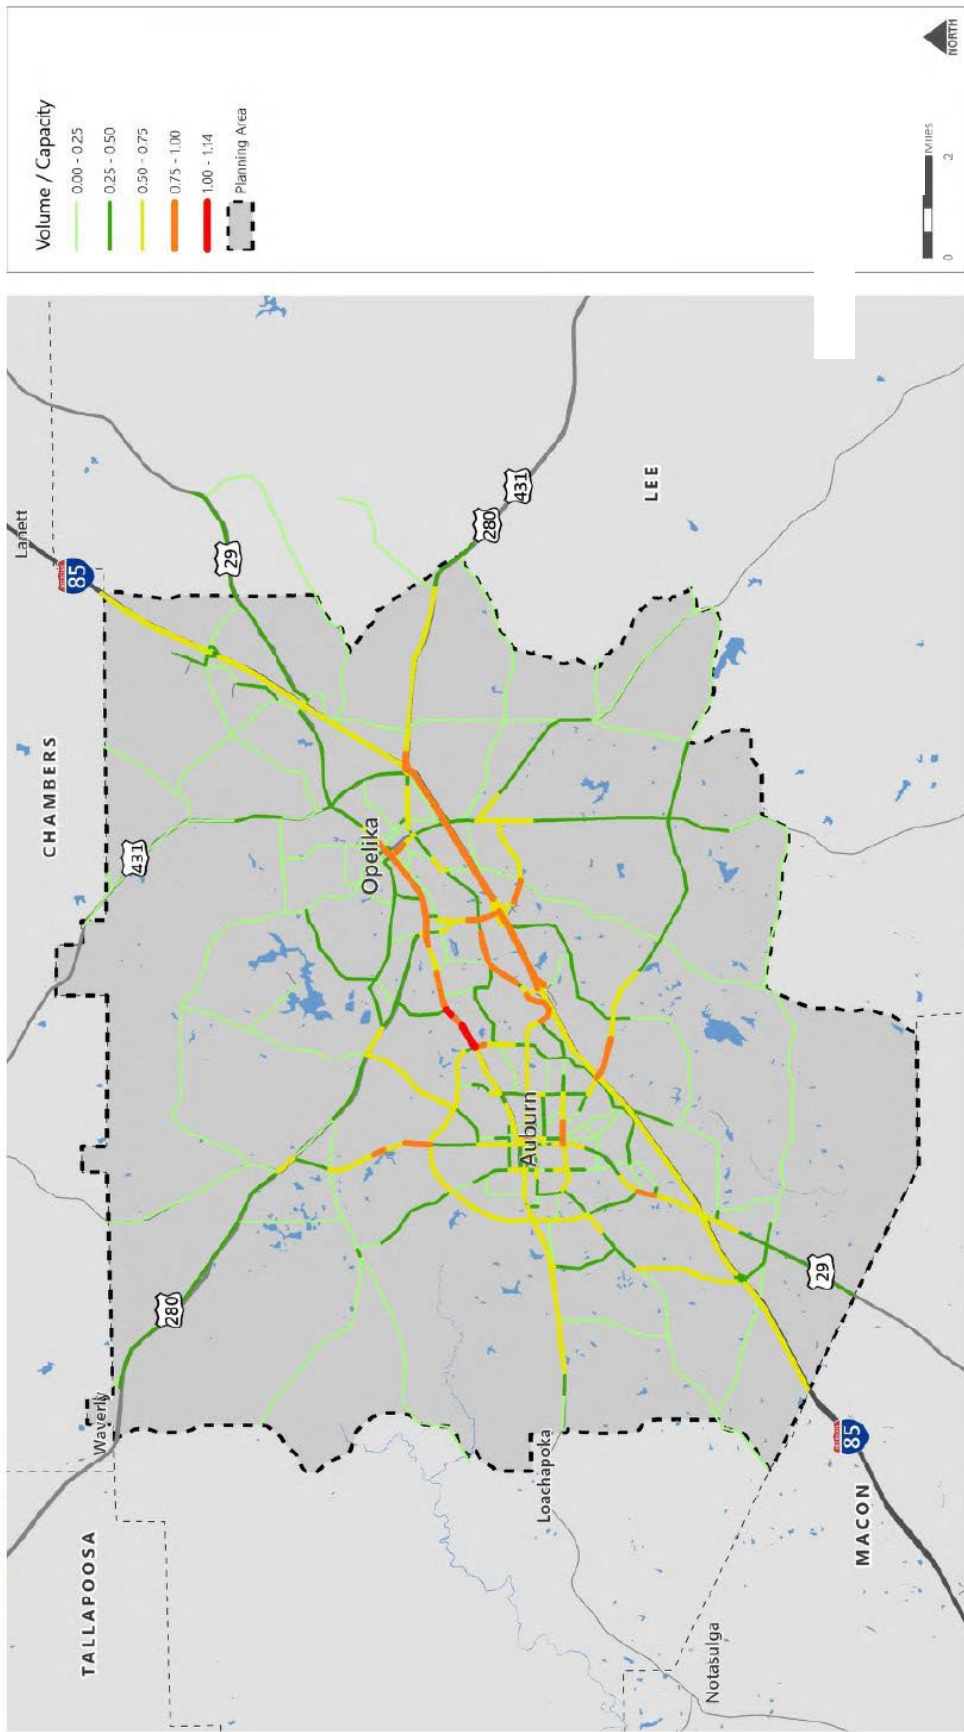 Volume / Capacity
0.00 - 0.25
0.25 - 0.50
0.50 - 0.75
0.75 - 1.00
1.00 - 1.14
Planning Area
0
2
Miles
NORTH
TALLAPOOSA
CHAMBERS
LEE
MACON
Waverly
Loachapoka
Notasulga
Lanett
Opelika
Auburn
280
431
85
29
280
431
29
85